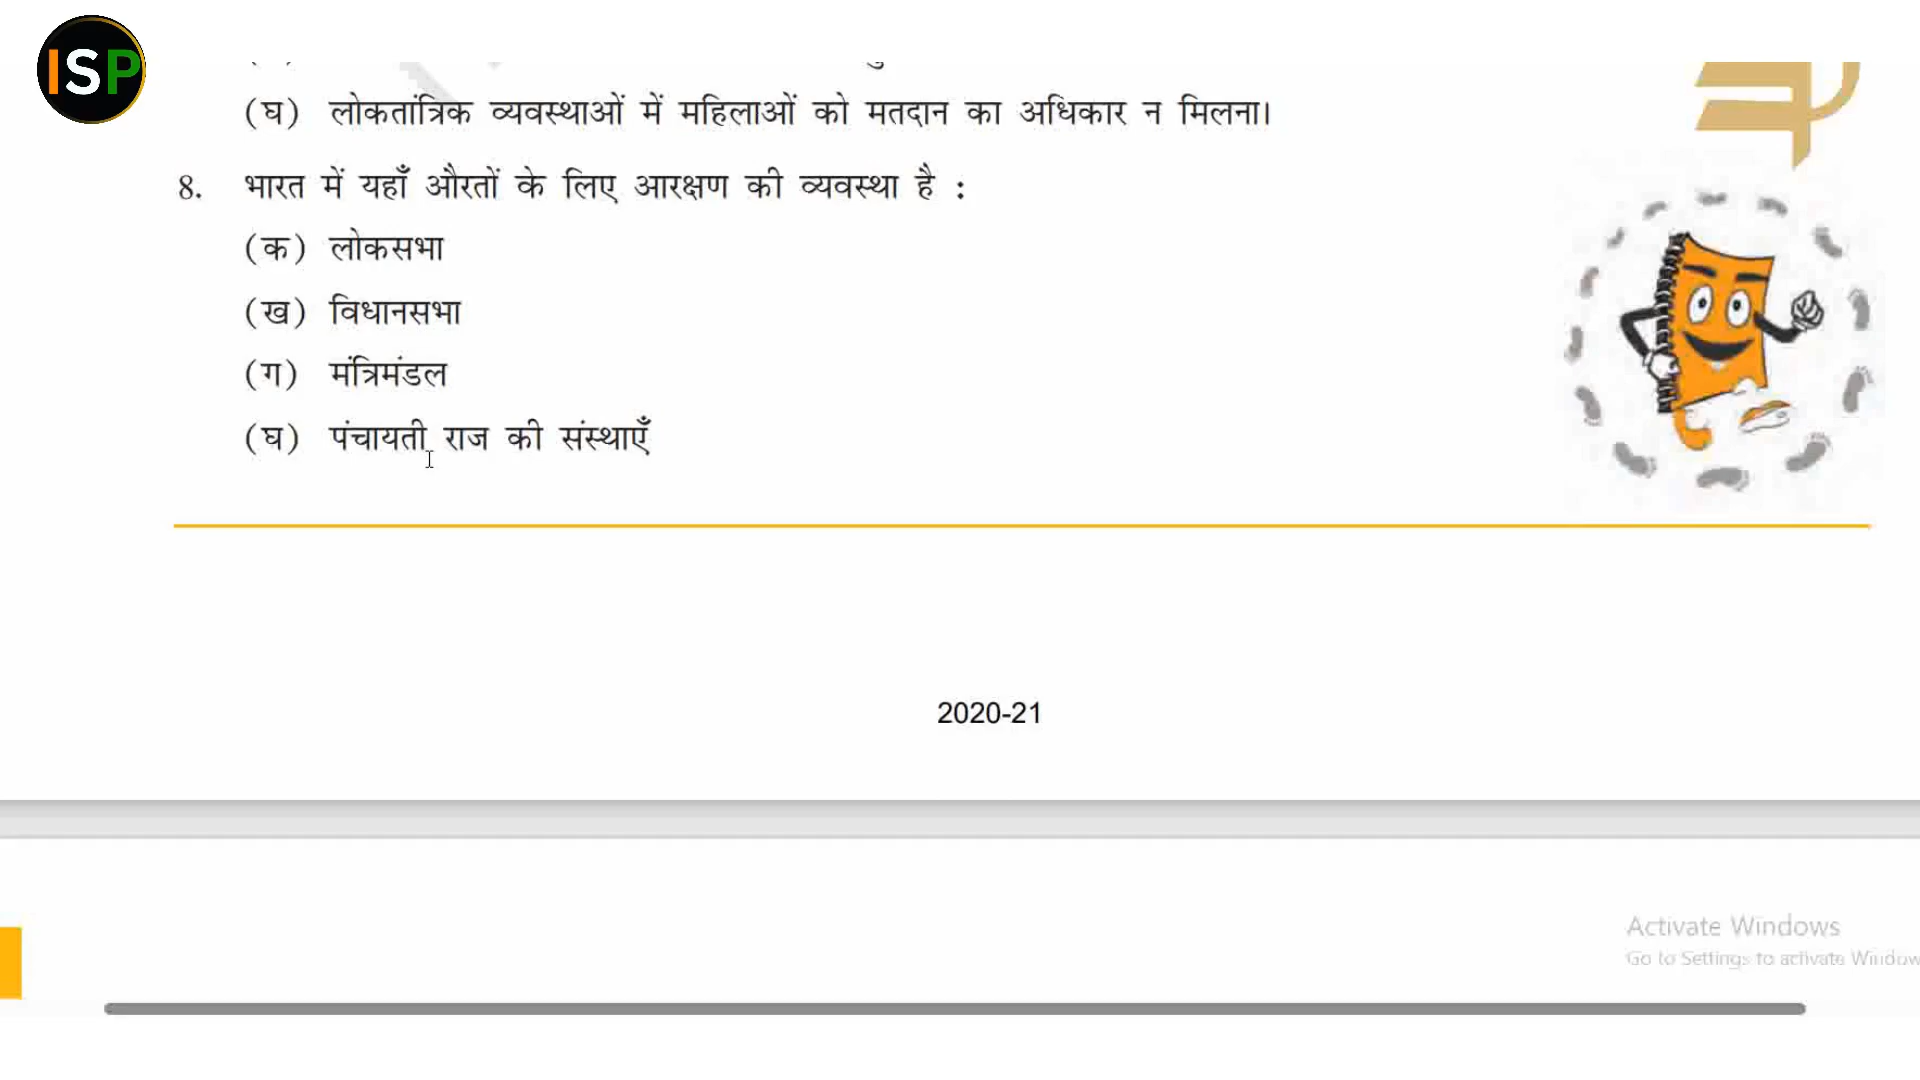 ISP
(घ) लोकतांत्रिक व्यवस्थाओं में महिलाओं को मतदान का अधिकार न मिलना।
8. भारत में यहाँ औरतों के लिए आरक्षण की व्यवस्था है :
(क) लोकसभा
(ख) विधानसभा
(ग) मंत्रिमंडल
(घ) पंचायती राज की संस्थाएँ
2020-21
Activate Windows
Go to Settings to activate Window